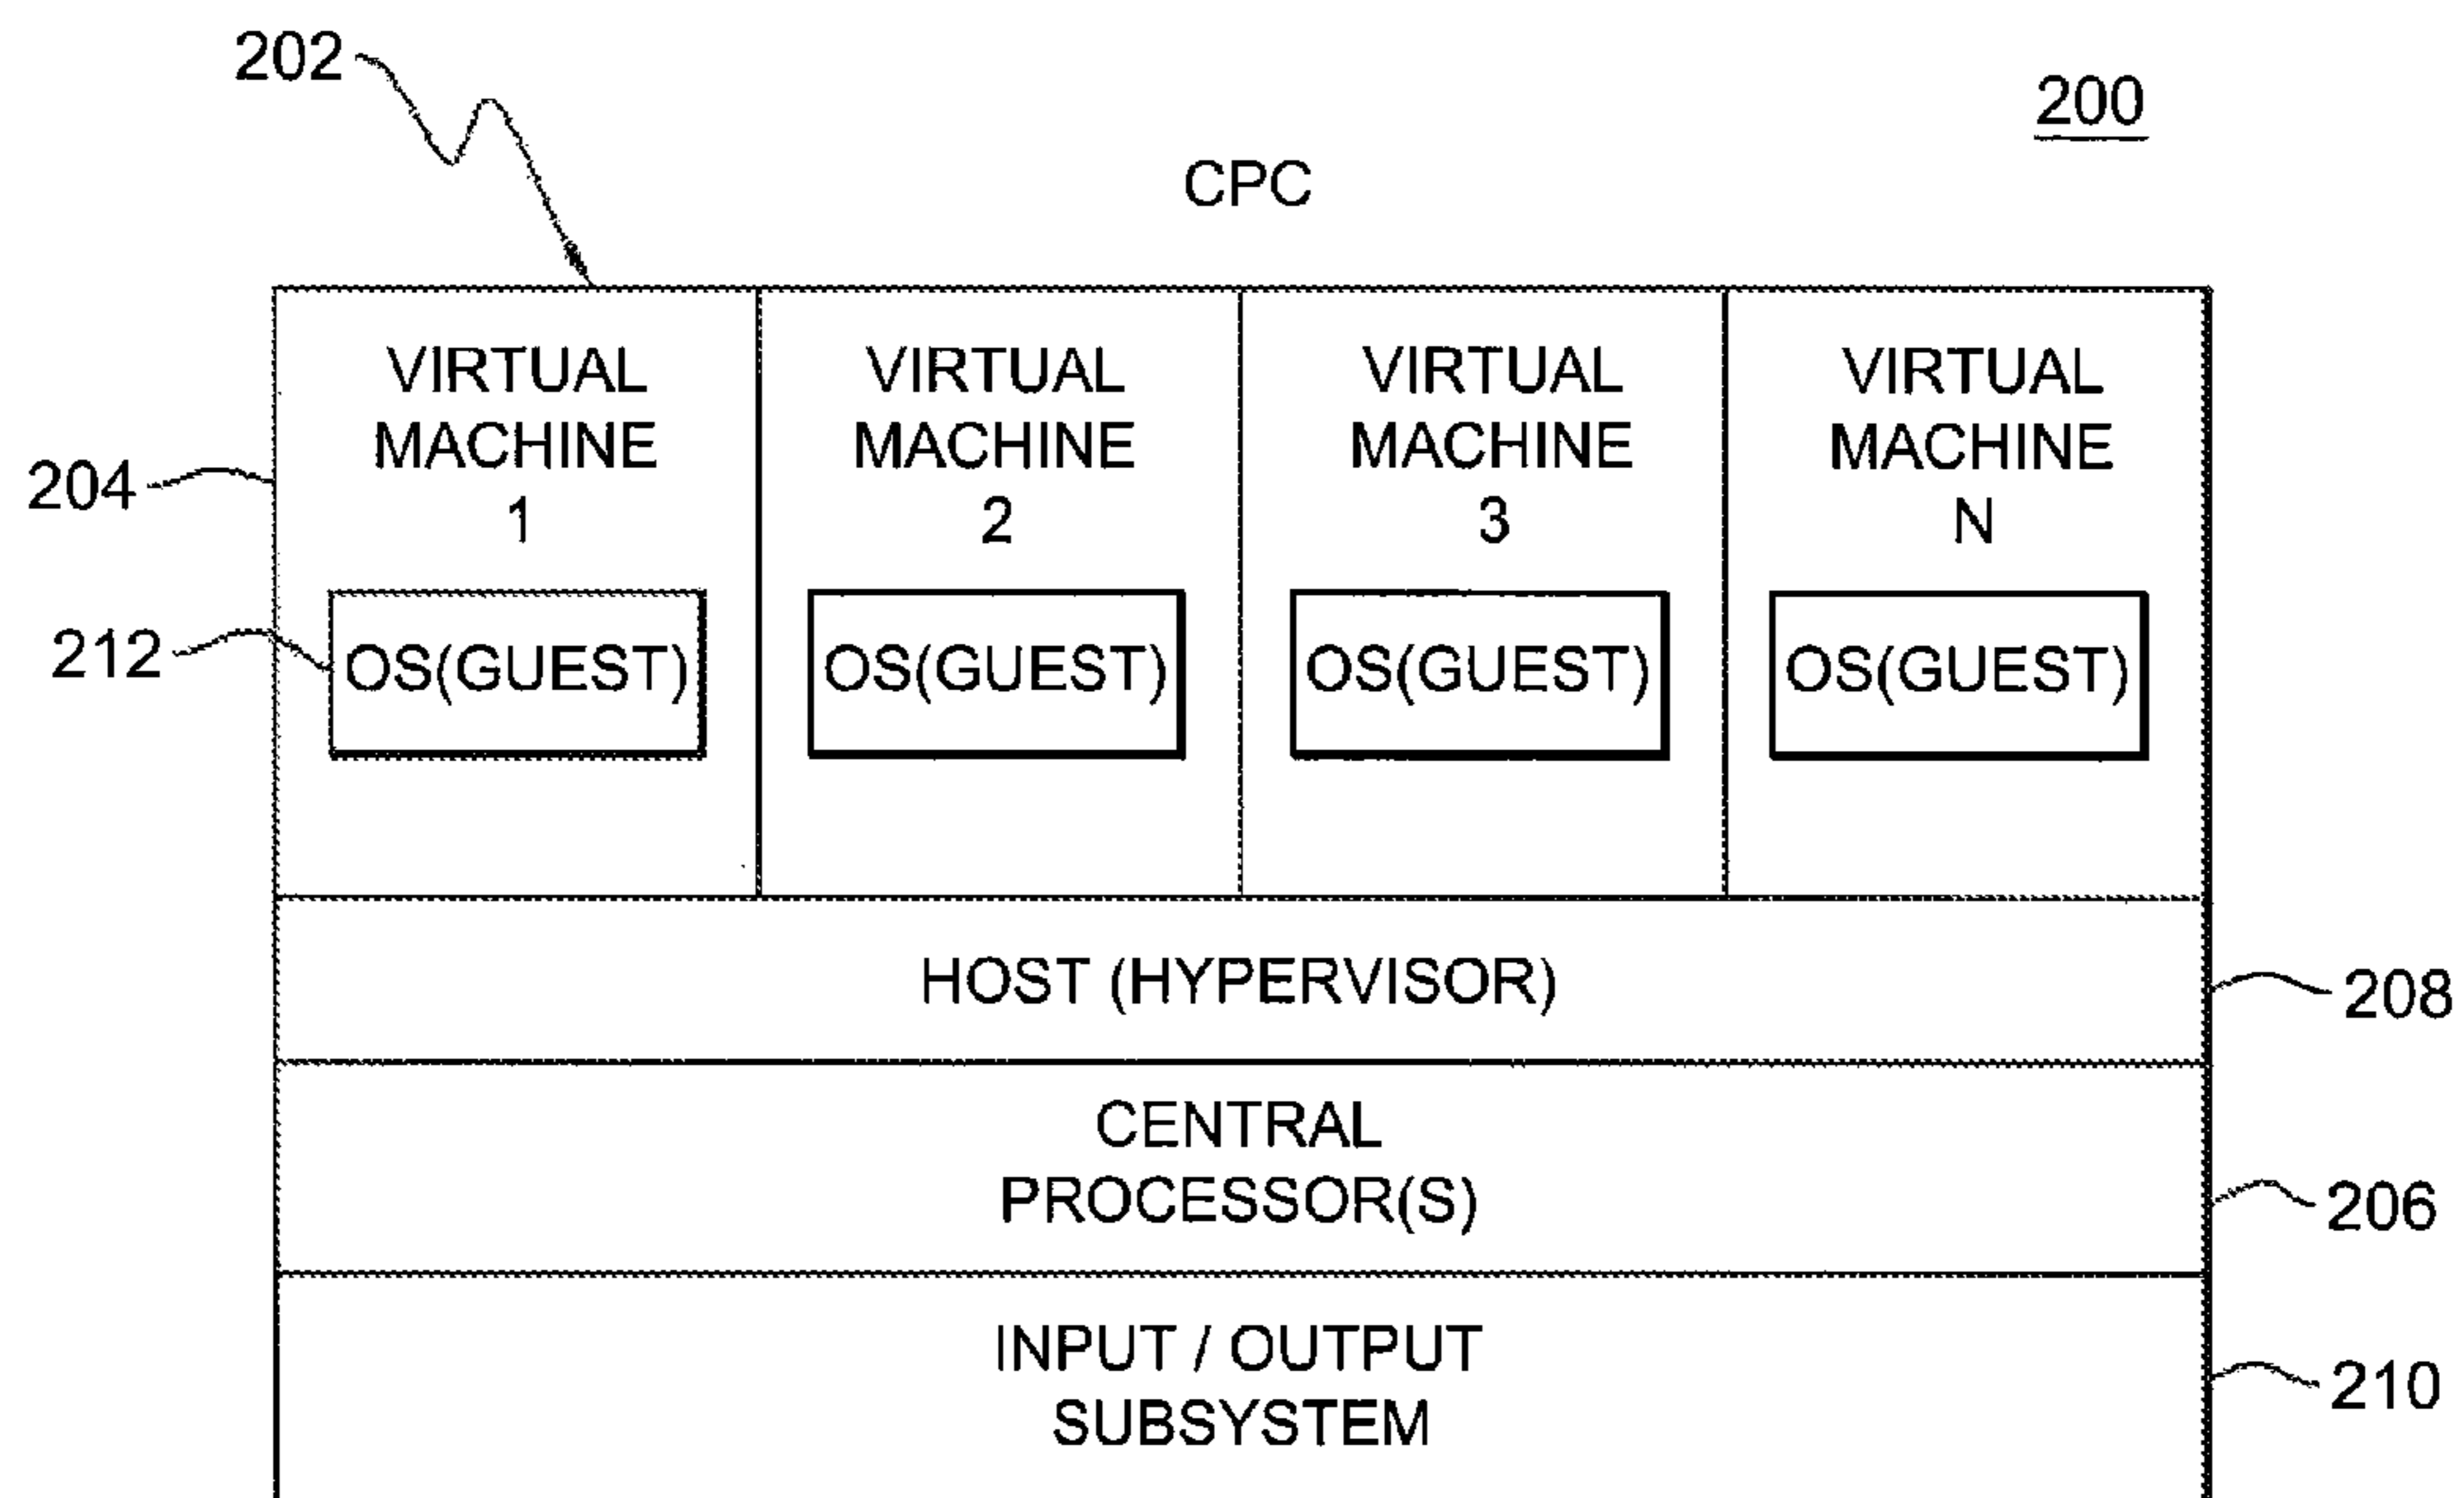 202
200
CPC
VIRTUAL
MACHINE
1
VIRTUAL
MACHINE
2
VIRTUAL
MACHINE
3
VIRTUAL
MACHINE
N
204
212
OS(GUEST)
OS(GUEST)
OS(GUEST)
OS(GUEST)
HOST (HYPERVISOR)
208
CENTRAL
PROCESSOR(S)
206
INPUT / OUTPUT
SUBSYSTEM
210